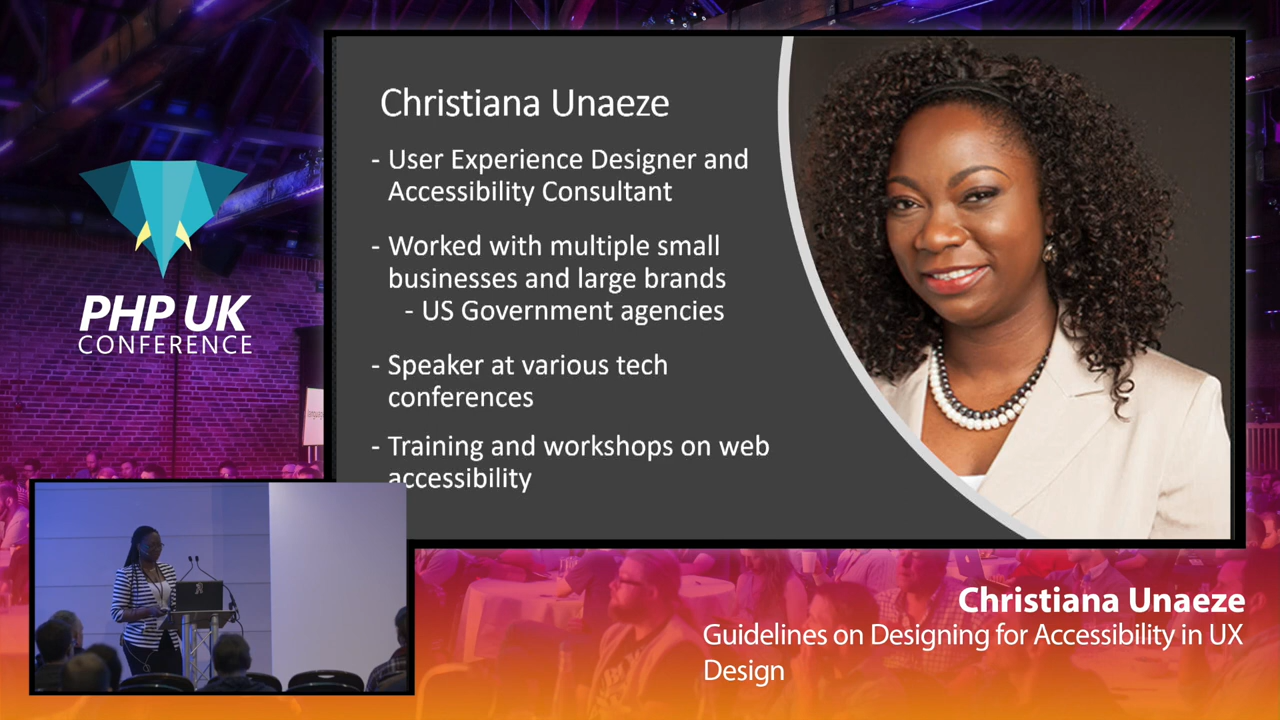 Christiana Unaeze
- User Experience Designer and
Accessibility Consultant
- Worked with multiple small
businesses and large brands
- US Government agencies
- Speaker at various tech
conferences
- Training and workshops on web
accessibility
PHP UK
CONFERENCE
Christiana Unaeze
Guidelines on Designing for Accessibility in UX
Design